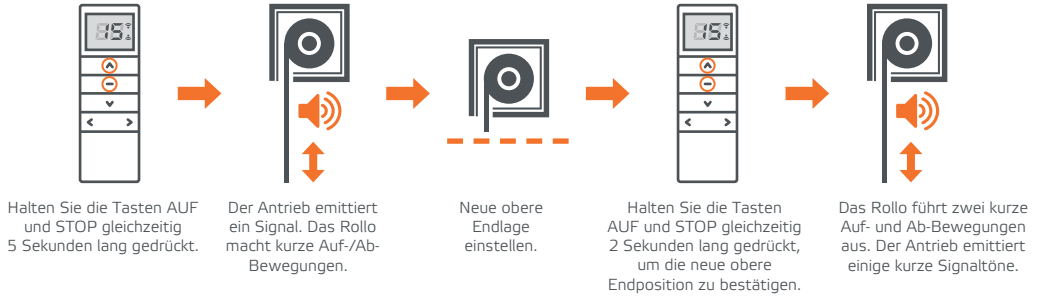 15
15
Halten Sie die Tasten AUF
und STOP gleichzeitig
5 Sekunden lang gedrückt.
Der Antrieb emittiert
ein Signal. Das Rollo
macht kurze Auf-/Ab-
Bewegungen.
Neue obere
Endlage
einstellen.
Halten Sie die Tasten
AUF und STOP gleichzeitig
2 Sekunden lang gedrückt,
um die neue obere
Endposition zu bestätigen.
Das Rollo führt zwei kurze
Auf- und Ab-Bewegungen
aus. Der Antrieb emittiert
einige kurze Signaltöne.